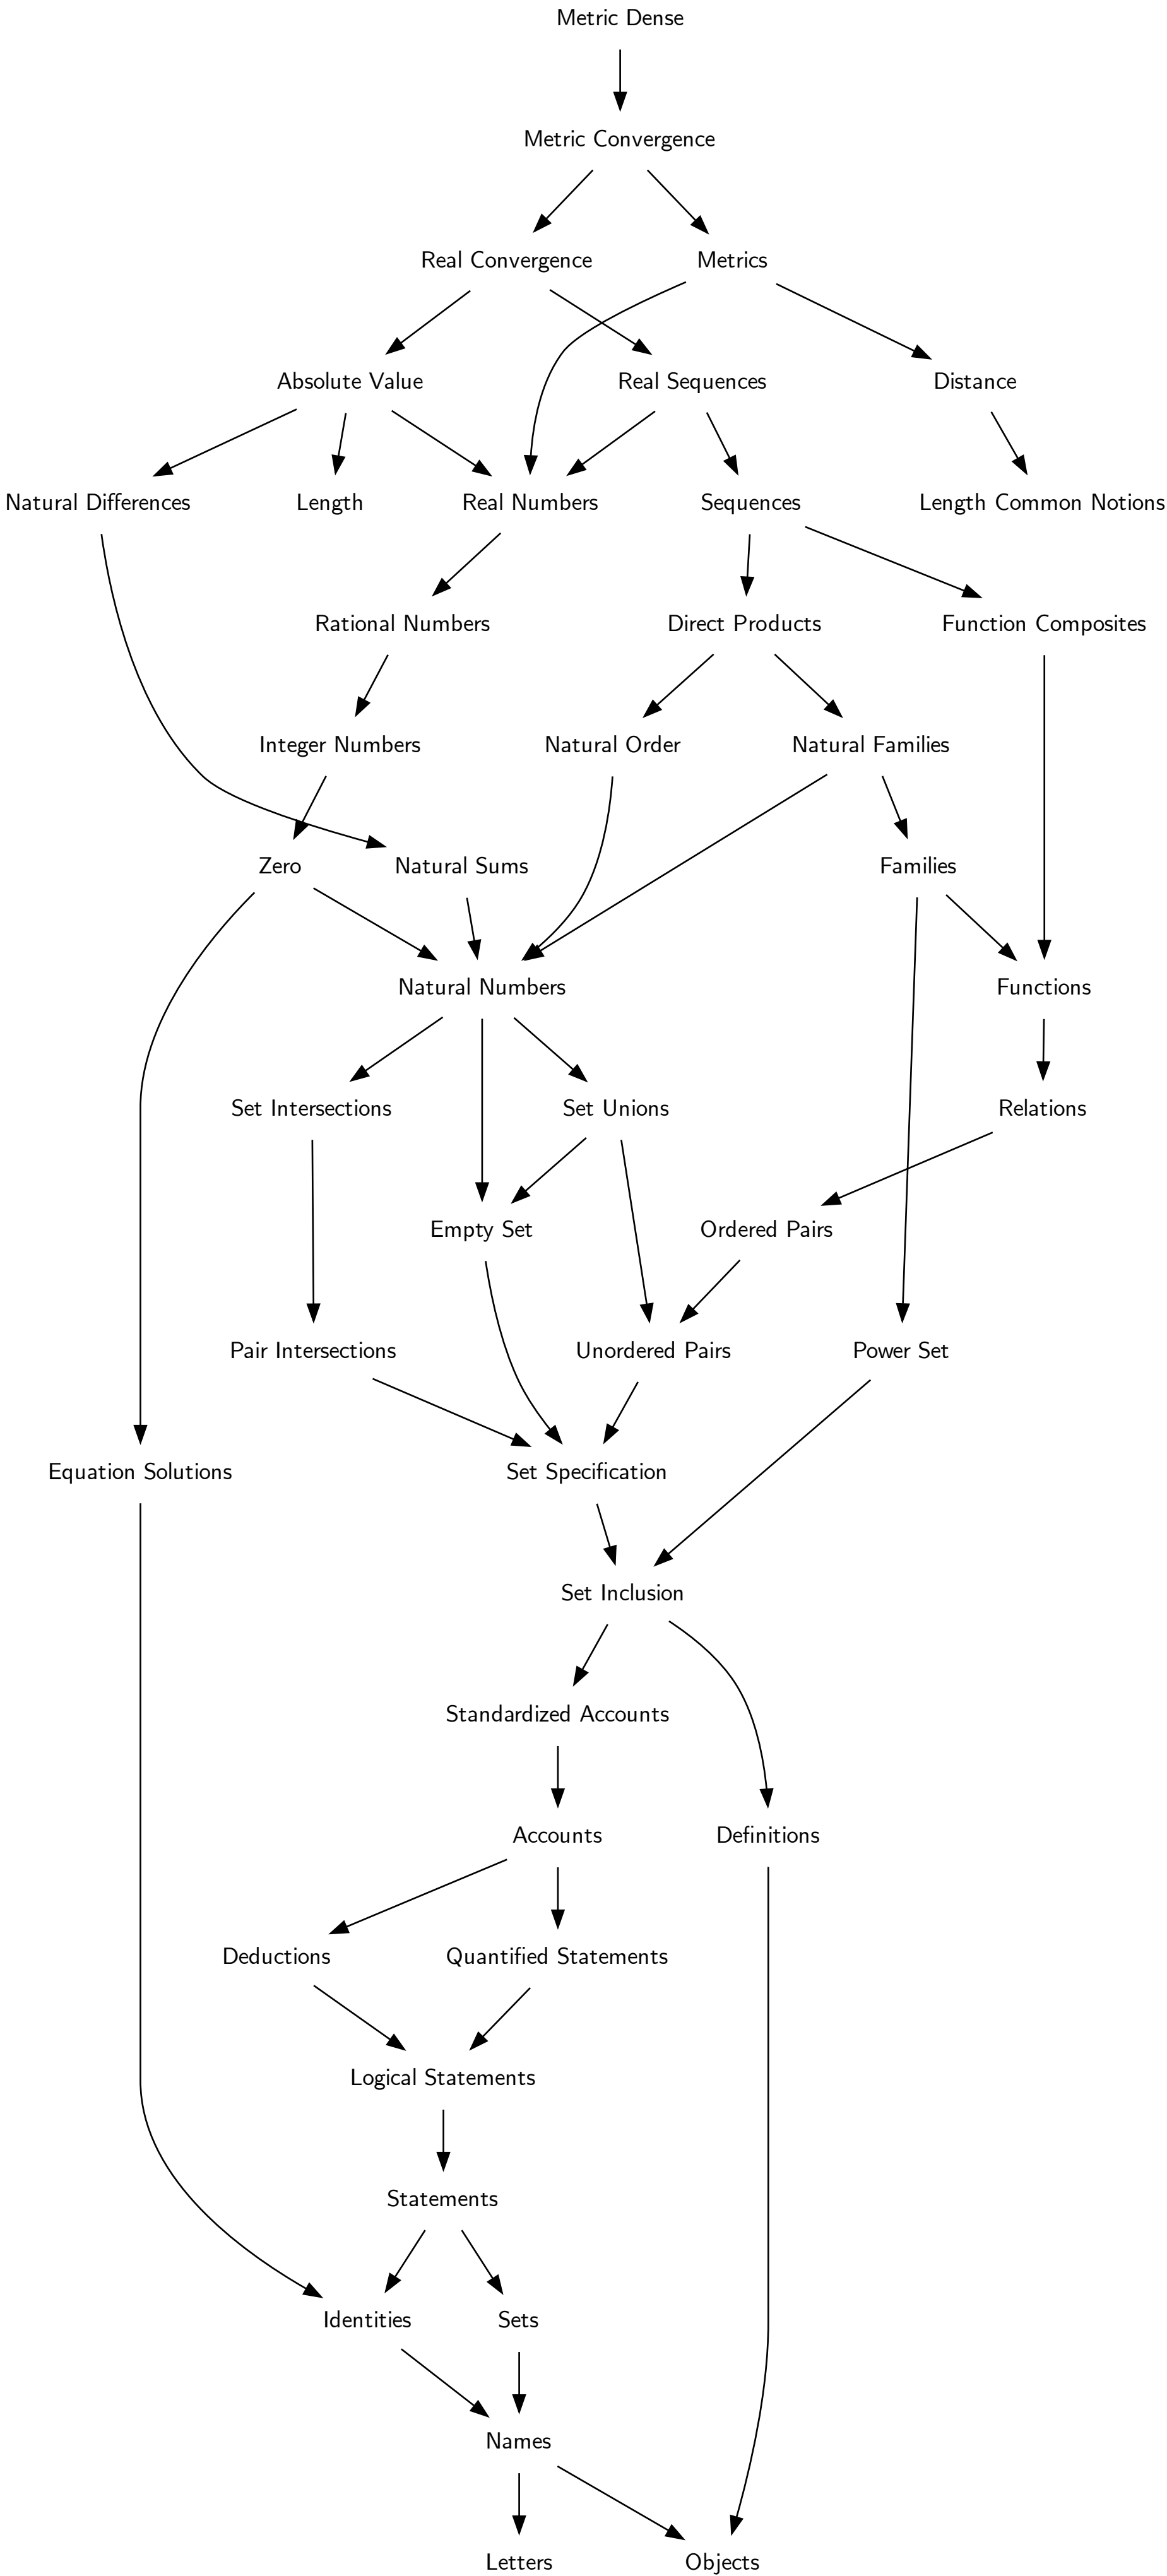 Metric Dense
Metric Convergence
Real Convergence
Metrics
Absolute Value
Real Sequences
Distance
Natural Differences
Length
Real Numbers
Sequences
Length Common Notions
Rational Numbers
Direct Products
Function Composites
Integer Numbers
Natural Order
Natural Families
Zero
Natural Sums
Families
Natural Numbers
Functions
Set Intersections
Set Unions
Relations
Empty Set
Ordered Pairs
Pair Intersections
Unordered Pairs
Power Set
Equation Solutions
Set Specification
Set Inclusion
Standardized Accounts
Accounts
Definitions
Deductions
Quantified Statements
Logical Statements
Statements
Identities
Sets
Names
Letters
Objects